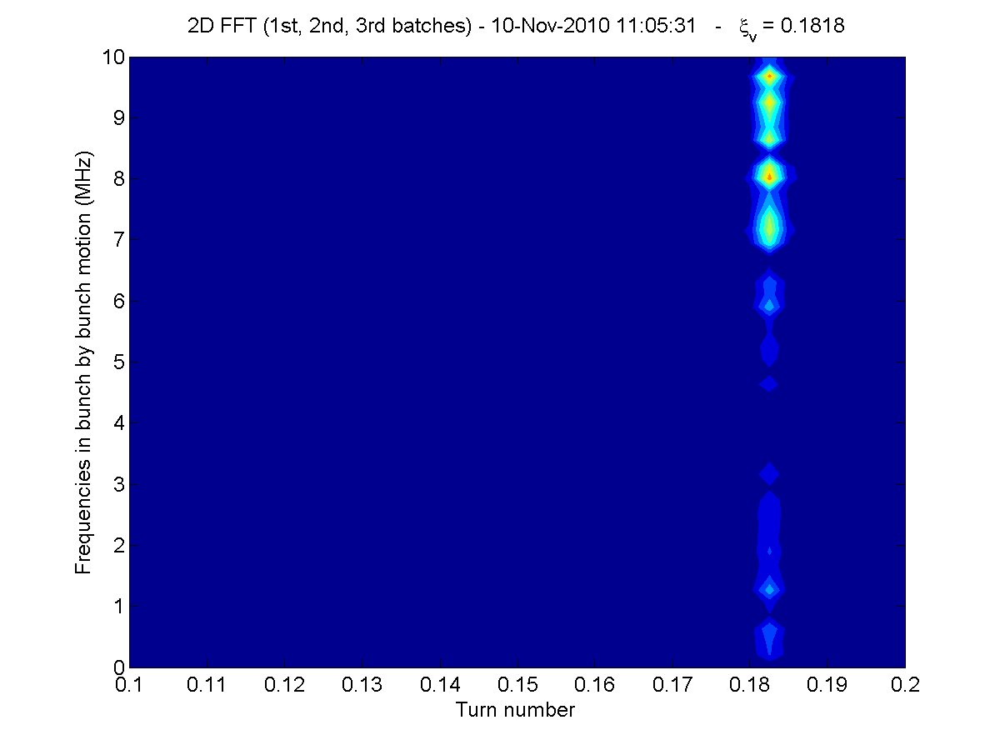 2D FFT (1st, 2nd, 3rd batches) - 10-Nov-2010 11:05:31 - ξv = 0.1818
10
9
8
7
6
5
4
3
2
1
0
Frequencies in bunch by bunch motion (MHz)
0.1 0.11 0.12 0.13 0.14 0.15 0.16 0.17 0.18 0.19 0.2
Turn number